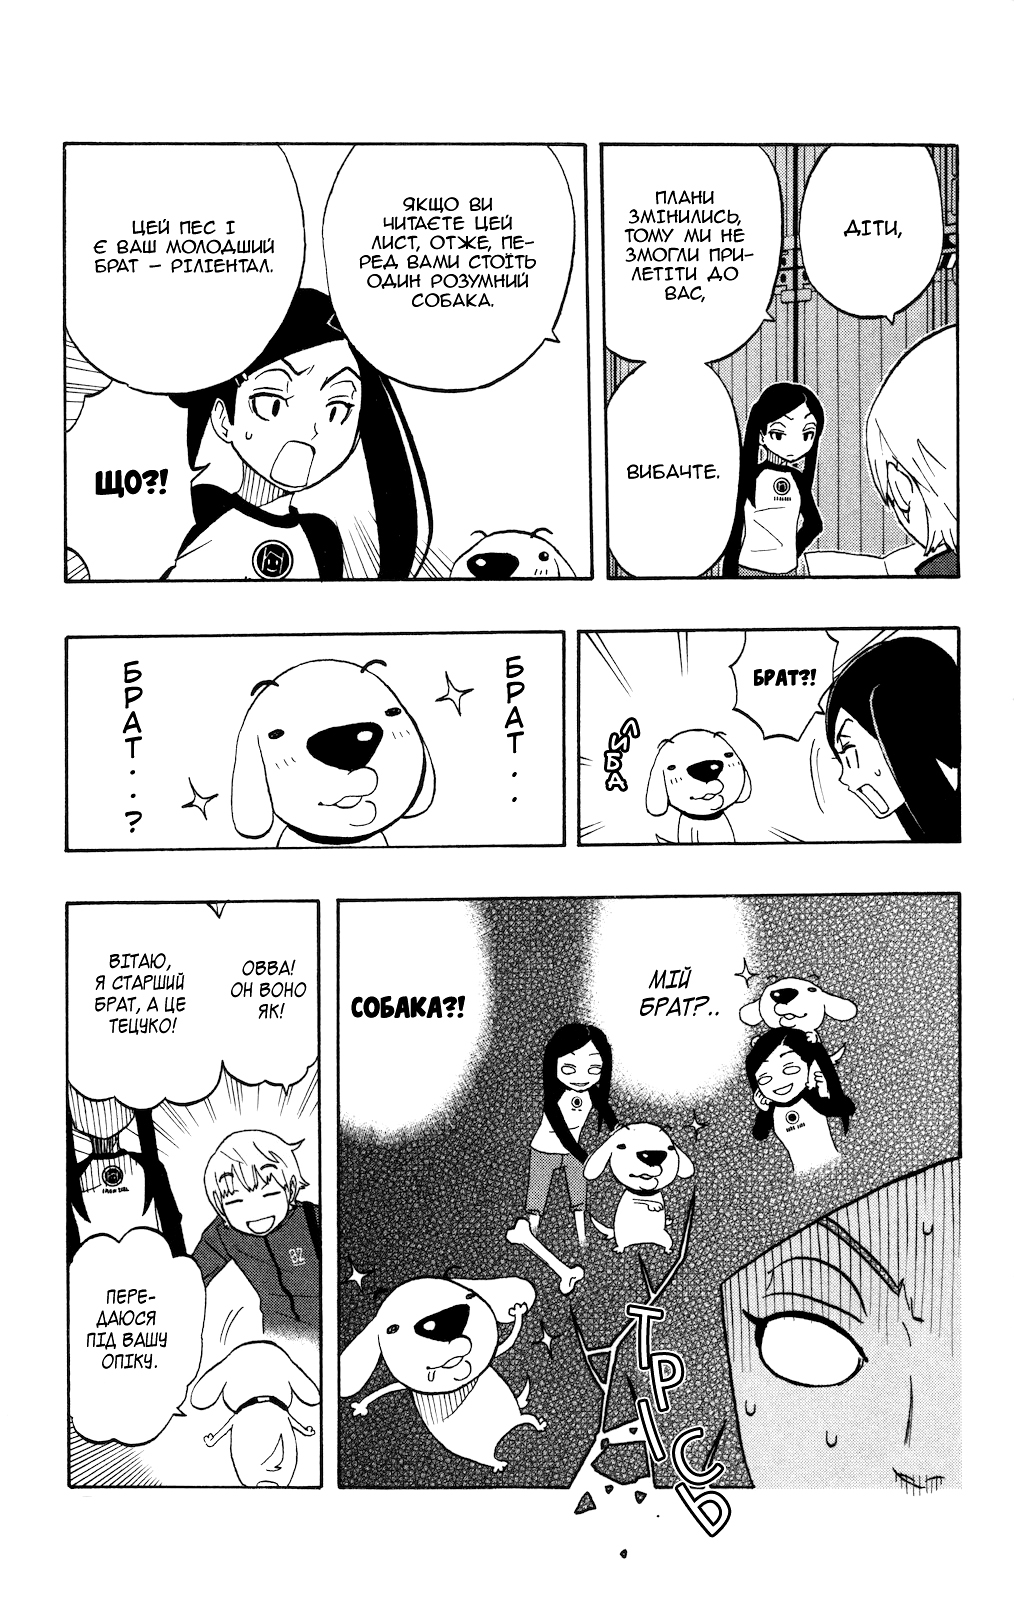 ДІТИ,
ПЛАНИ
ЗМІНИЛИСЬ,
ТОМУ МИ НЕ
ЗМОГЛИ ПРИ-
ЛЕТІТИ ДО
ВАС,
ВИБАЧТЕ.
ЯКЩО ВИ
ЧИТАЄТЕ ЦЕЙ
ЛИСТ, ОТЖЕ, ПЕ-
РЕД ВАМИ СТОЇТЬ
ОДИН РОЗУМНИЙ
СОБАКА.
ЦЕЙ ПЕС І
Є ВАШ МОЛОДШИЙ
БРАТ – РІЛІЕНТАЛ.
ЩО?!
БРАТ?!
ЛИБА
БРАТ..
БРАТ..?
МІЙ
БРАТ?..
СОБАКА?!
ТРІСЬ
ОВВА!
ОН ВОНО
ЯК!
ВІТАЮ,
Я СТАРШИЙ
БРАТ, А ЦЕ
ТЕЦУКО!
ПЕРЕ-
ДАЮСЯ
ПІД ВАШУ
ОПІКУ.